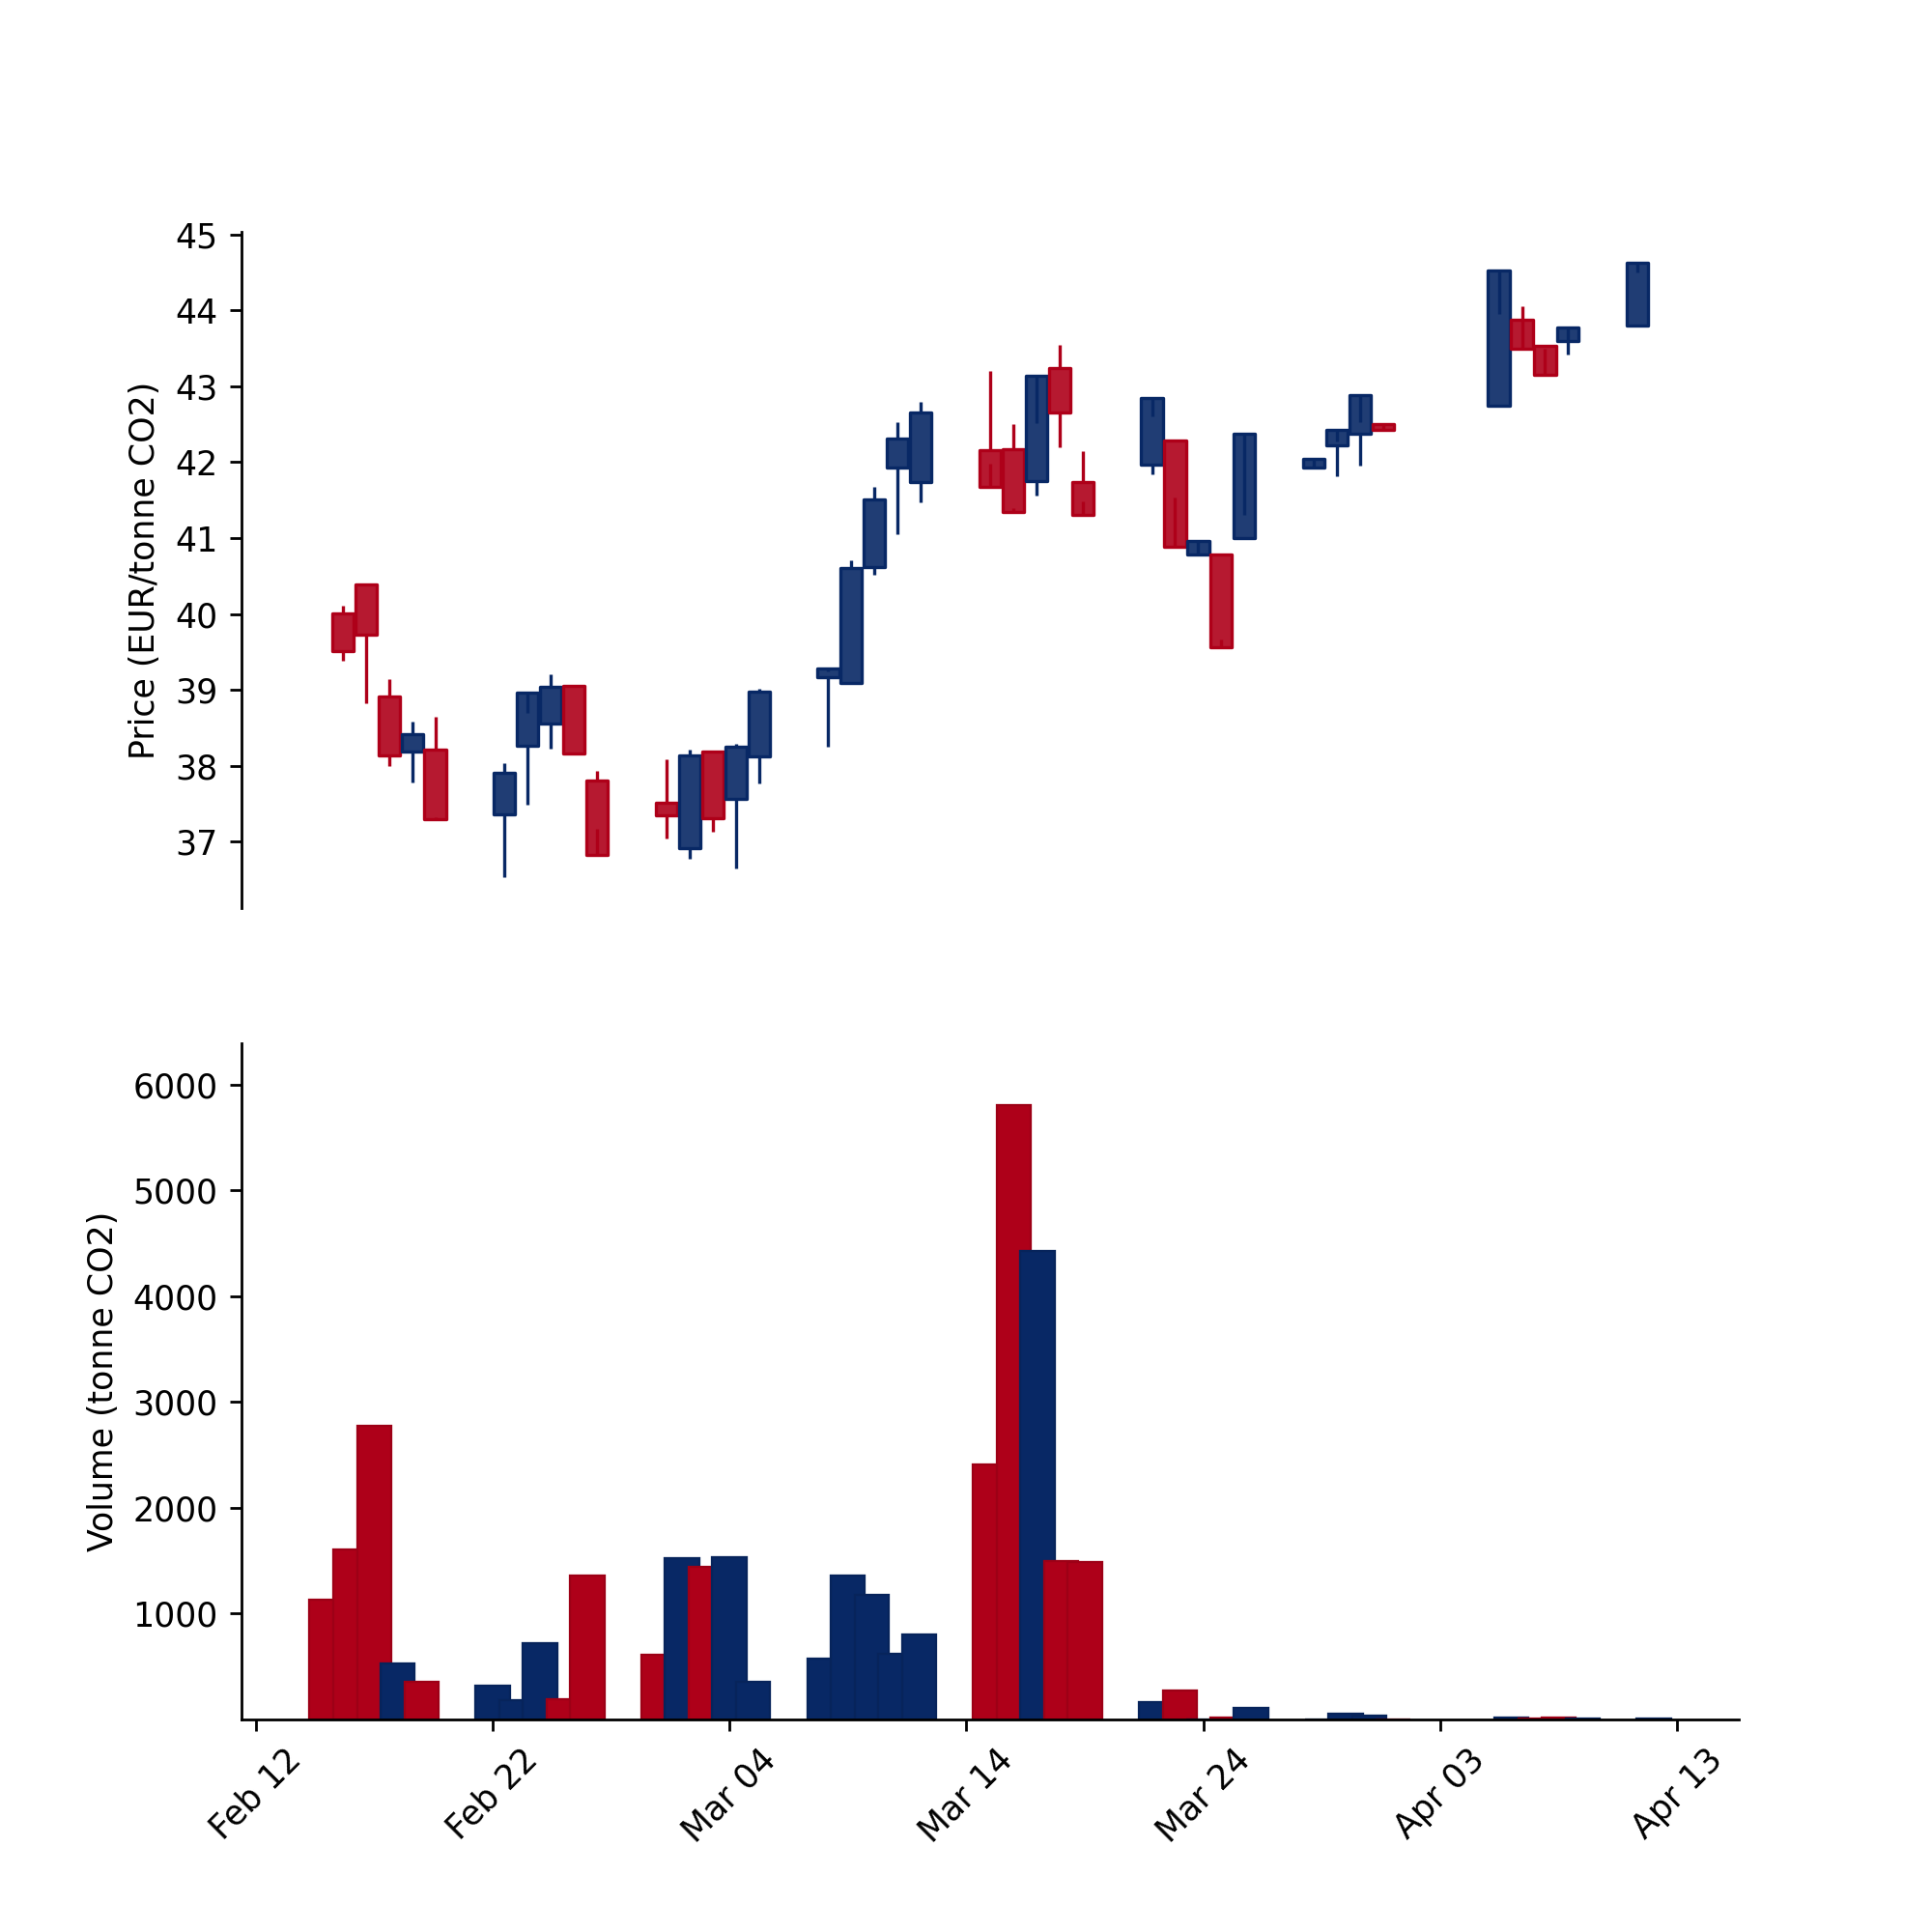 45
44
43
42
41
40
39
38
37
Price (EUR/tonne CO2)
6000
5000
4000
3000
2000
1000
Volume (tonne CO2)
Feb 12
Feb 22
Mar 04
Mar 14
Mar 24
Apr 03
Apr 13